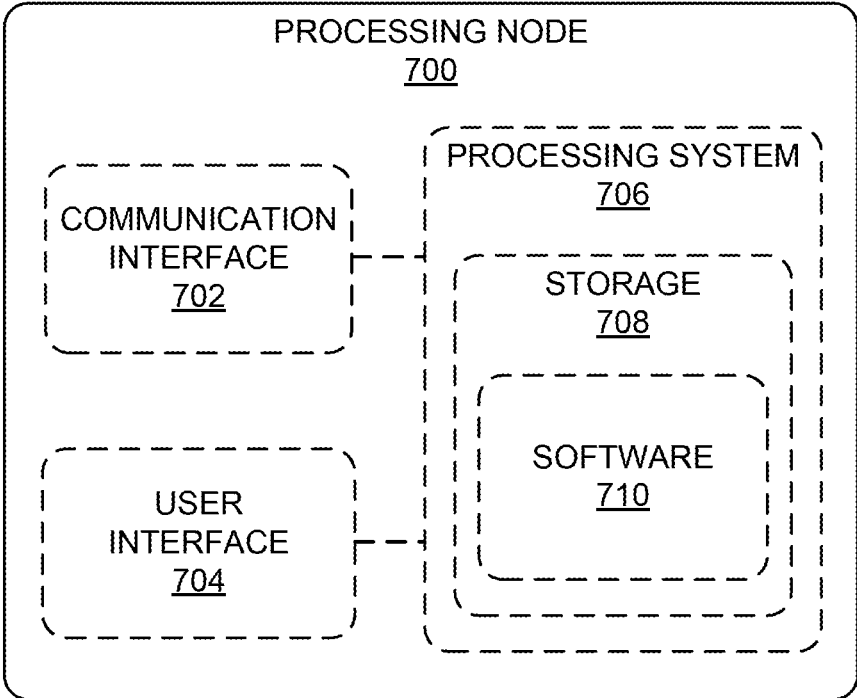 PROCESSING NODE
700
COMMUNICATION
INTERFACE
702
PROCESSING SYSTEM
706
STORAGE
708
SOFTWARE
710
USER
INTERFACE
704